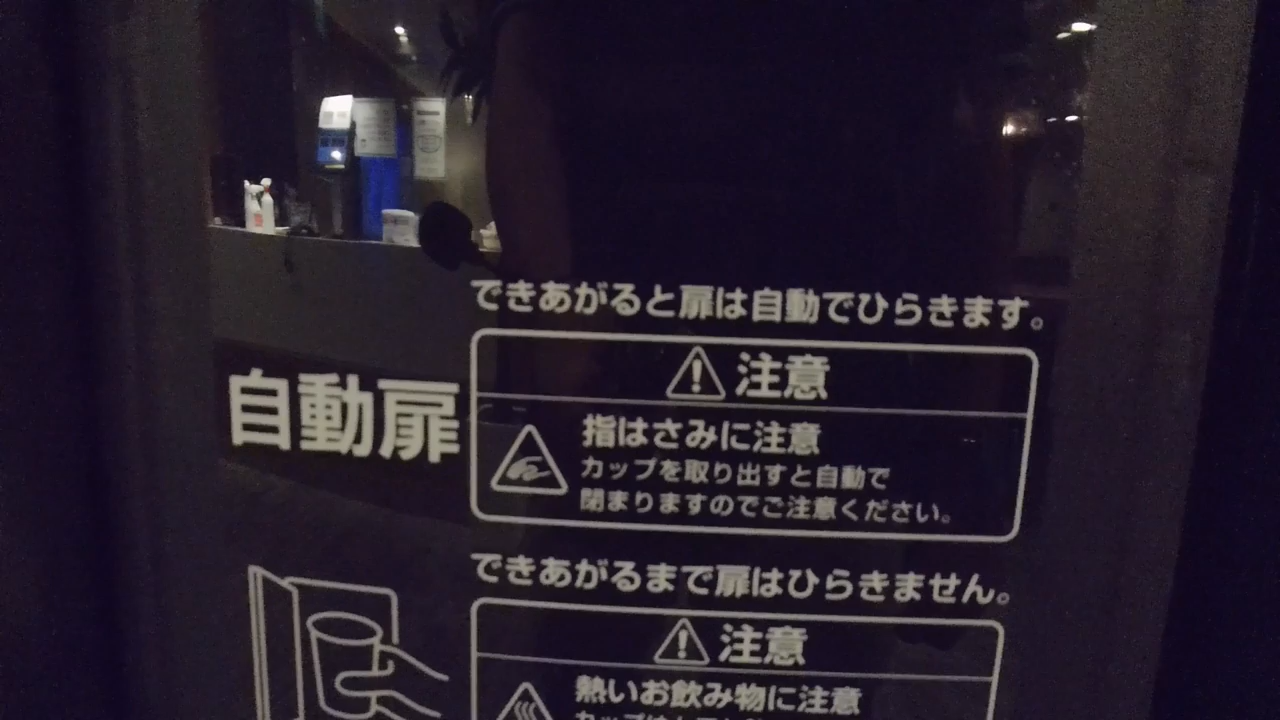 できあがると扉は自動でひらきます。
自動扉
注意
指はさみに注意
カップを取り出すと自動で
閉まりますのでご注意ください。
できあがるまで扉はひらきません。
注意
熱いお飲み物に注意